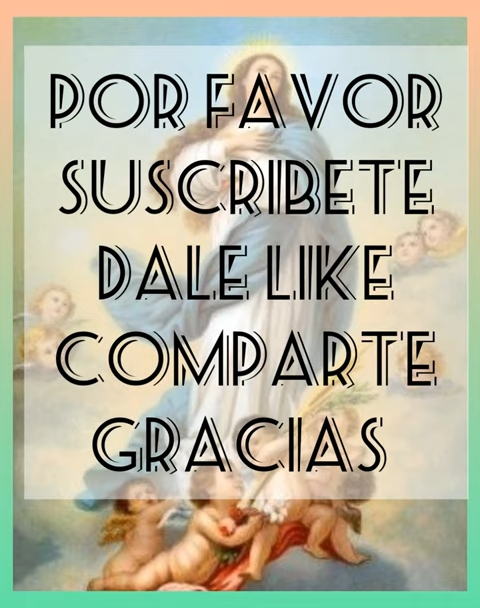 POR FAVOR
SUSCRIBETE
DALE LIKE
COMPARTE
GRACIAS